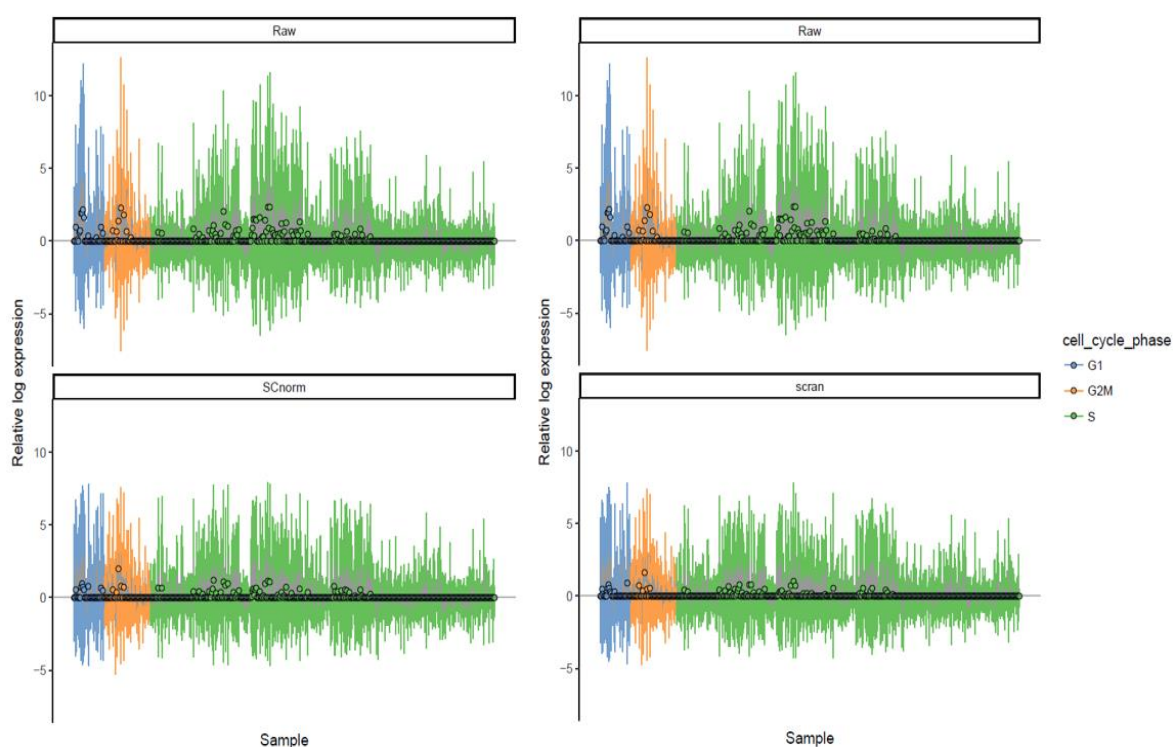 Raw
Raw
10
5
0
−5
10
5
0
−5
SCnorm
scran
10
5
0
−5
10
5
0
−5
Relative log expression
Relative log expression
Sample
Sample
cell_cycle_phase
G1
G2M
S